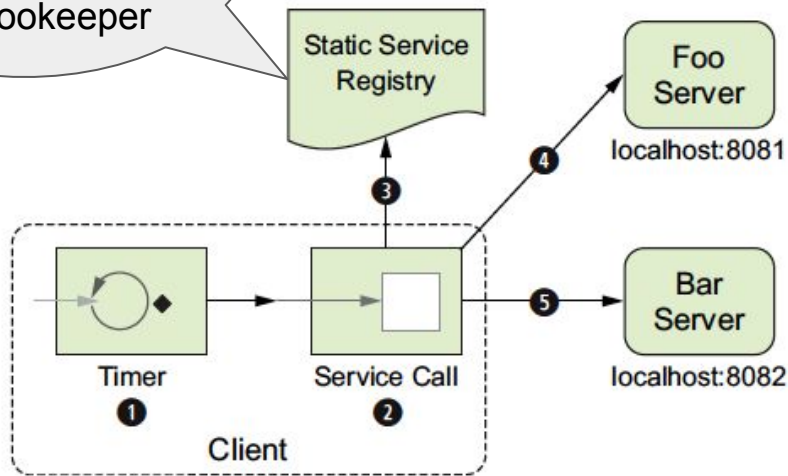 ookeeper
Static Service
Registry
Foo
Server
localhost:8081
4
3
Bar
Server
localhost:8082
5
Timer
1
Service Call
2
Client